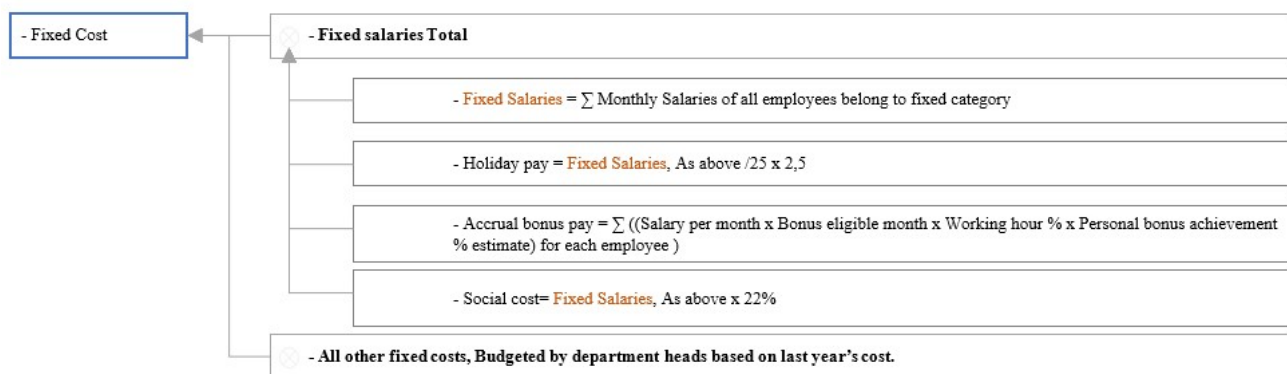 - Fixed Cost
- Fixed salaries Total
- Fixed Salaries = ∑ Monthly Salaries of all employees belong to fixed category
- Holiday pay = Fixed Salaries, As above /25 x 2,5
- Accrual bonus pay = ∑ ((Salary per month x Bonus eligible month x Working hour % x Personal bonus achievement
% estimate) for each employee )
- Social cost= Fixed Salaries, As above x 22%
- All other fixed costs, Budgeted by department heads based on last year’s cost.